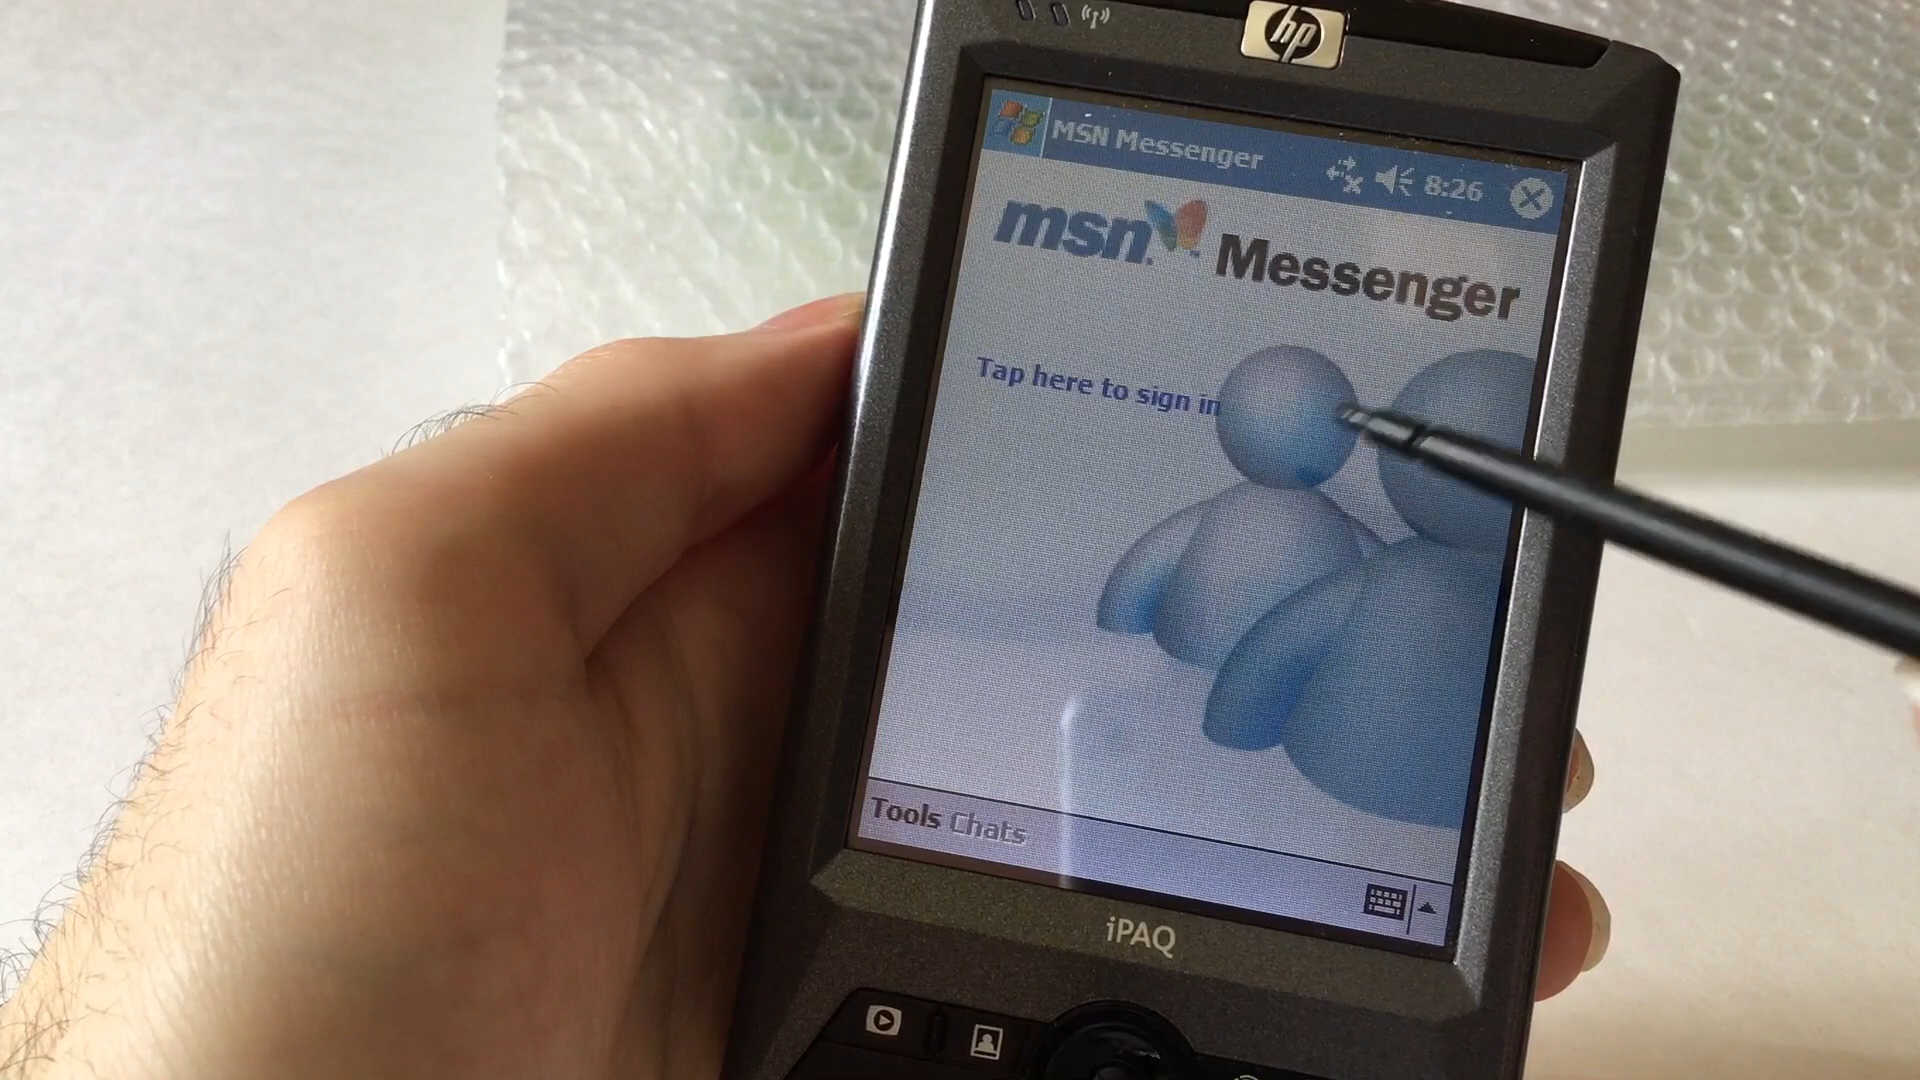 hp
MSN Messenger 8:26
msn Messenger
Tap here to sign in
Tools Chats
iPAQ